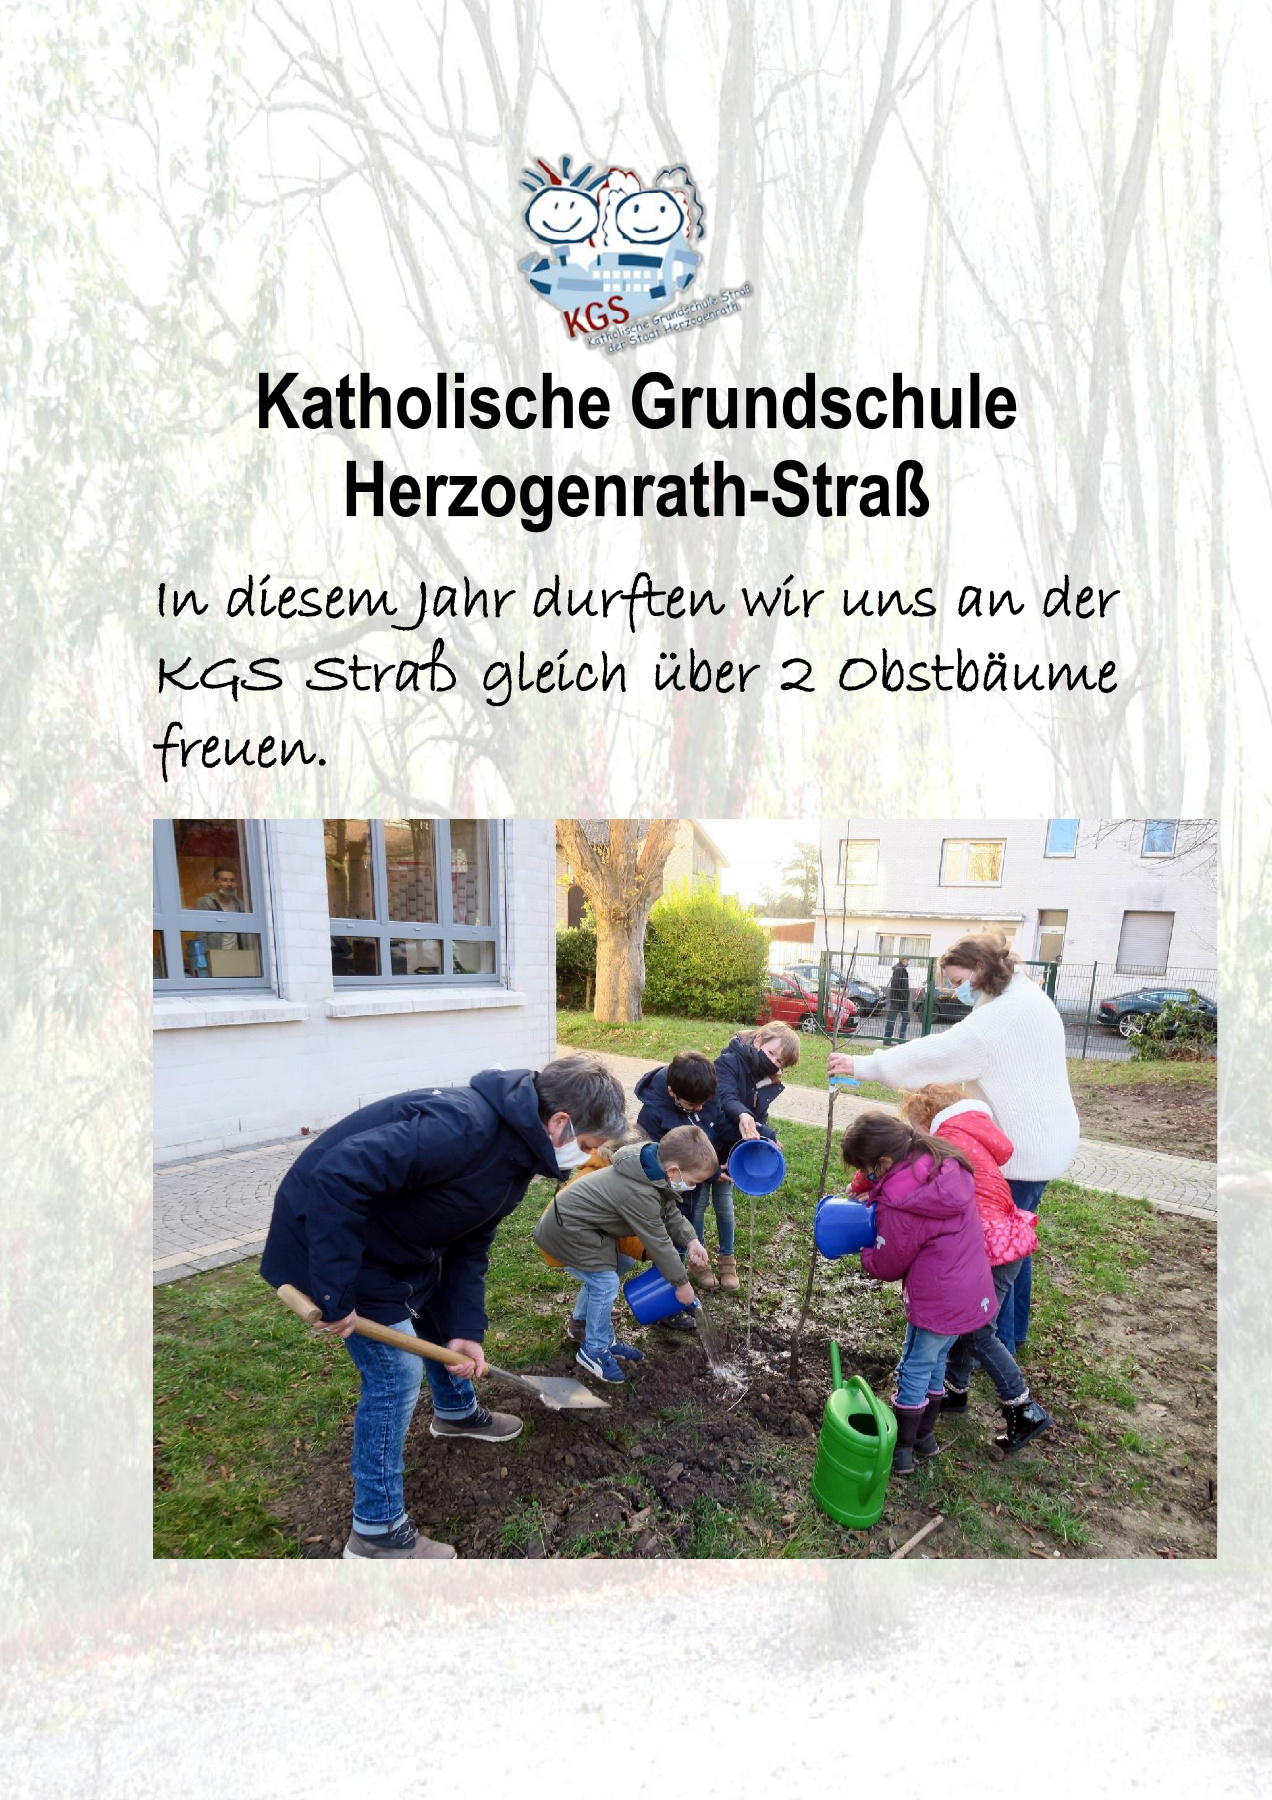 KGS
Katholische Grundschule Straß
der Stadt Herzogenrath
Katholische Grundschule
Herzogenrath-Straß
In diesem Jahr durften wir uns an der
KGS Straß gleich über 2 Obstbäume
freuen.